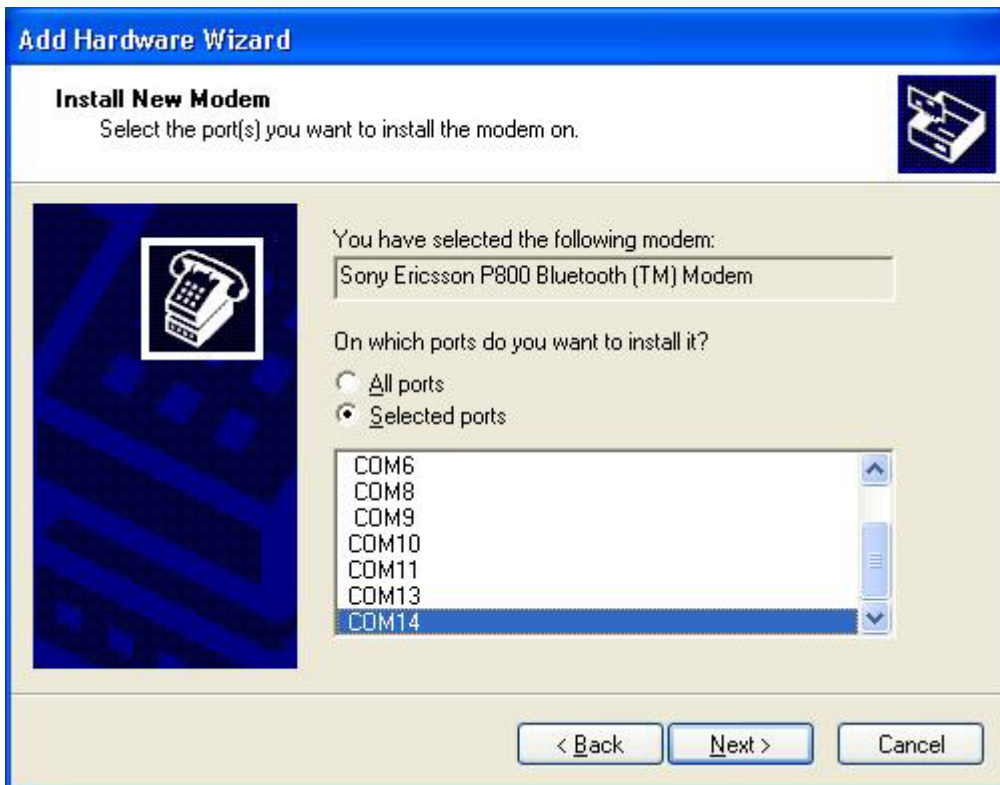 Add Hardware Wizard
Install New Modem
Select the port(s) you want to install the modem on.
You have selected the following modem:
Sony Ericsson P800 Bluetooth (TM) Modem
On which ports do you want to install it?
All ports
Selected ports
COM6
COM8
COM9
COM10
COM11
COM13
COM14
< Back Next > Cancel